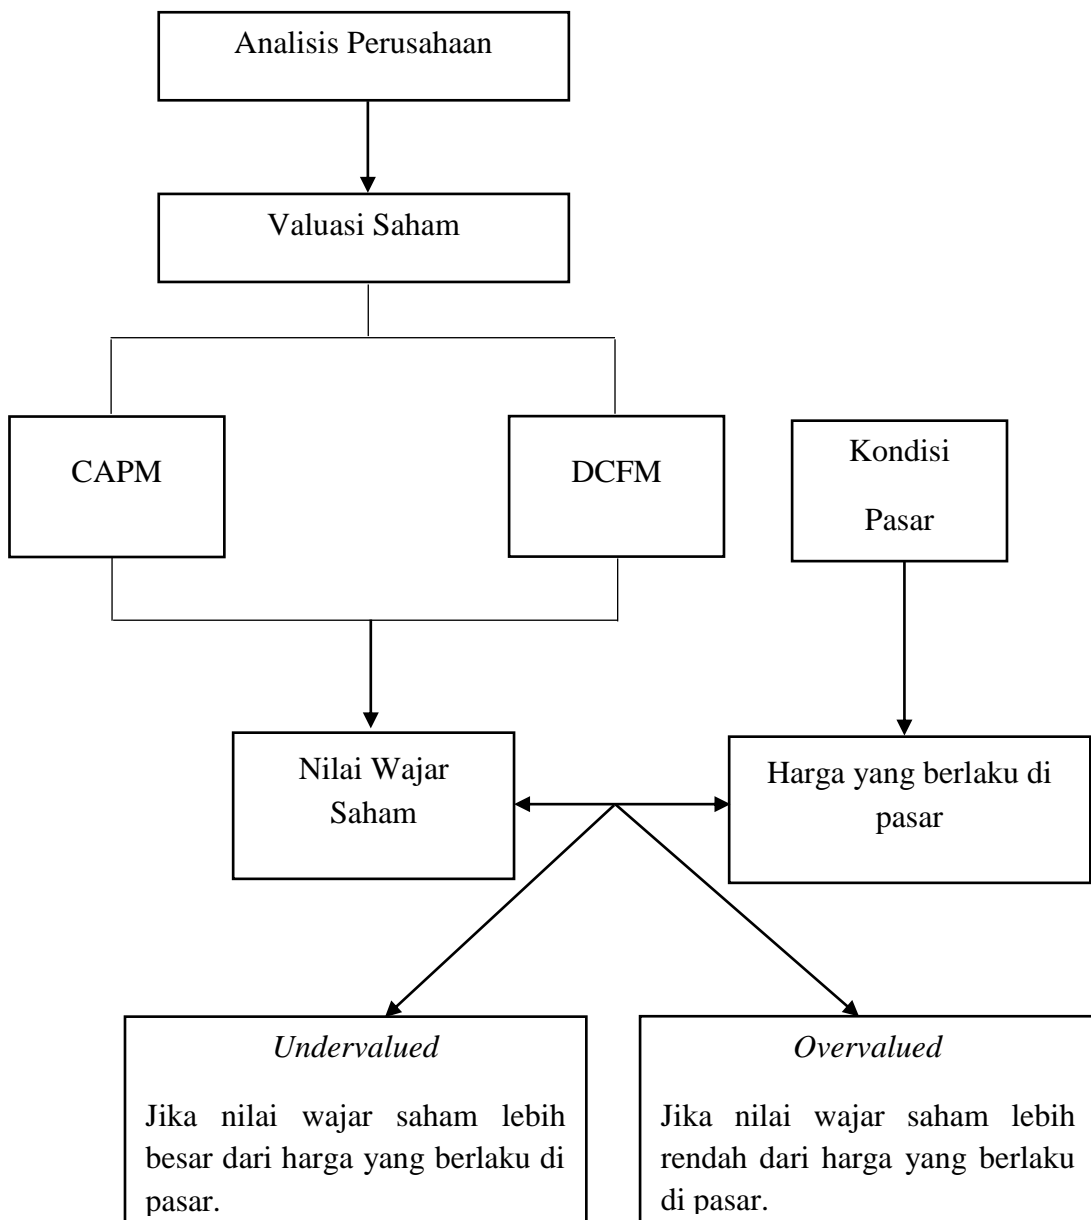 Analisis Perusahaan
Valuasi Saham
CAPM
DCFM
Kondisi
Pasar
Nilai Wajar
Saham
Harga yang berlaku di
pasar
Undervalued
Jika nilai wajar saham lebih
besar dari harga yang berlaku di
pasar.
Overvalued
Jika nilai wajar saham lebih
rendah dari harga yang berlaku
di pasar.